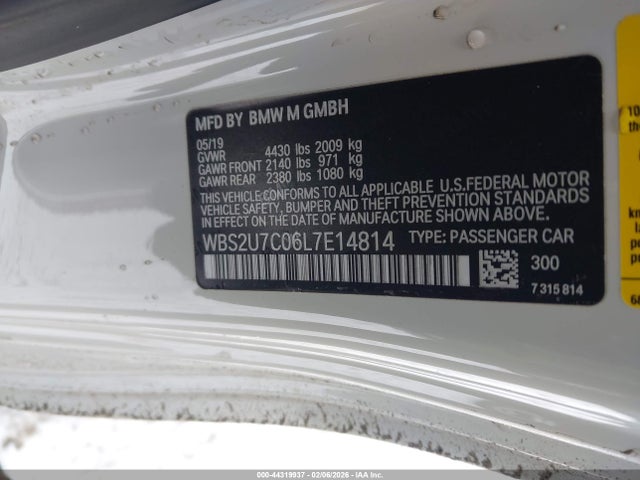 MFD BY BMW M GMBH
05/19
GVWR 4430 lbs 2009 kg
GAWR FRONT 2140 lbs 971 kg
GAWR REAR 2380 lbs 1080 kg
THIS VEHICLE CONFORMS TO ALL APPLICABLE U.S.FEDERAL MOTOR
VEHICLE SAFETY, BUMPER AND THEFT PREVENTION STANDARDS
IN EFFECT ON THE DATE OF MANUFACTURE SHOWN ABOVE.
WBS2U7C06L7E14814 TYPE: PASSENGER CAR
300
7 315 814
000-44319937 - 02/06/2026 - IAA Inc.